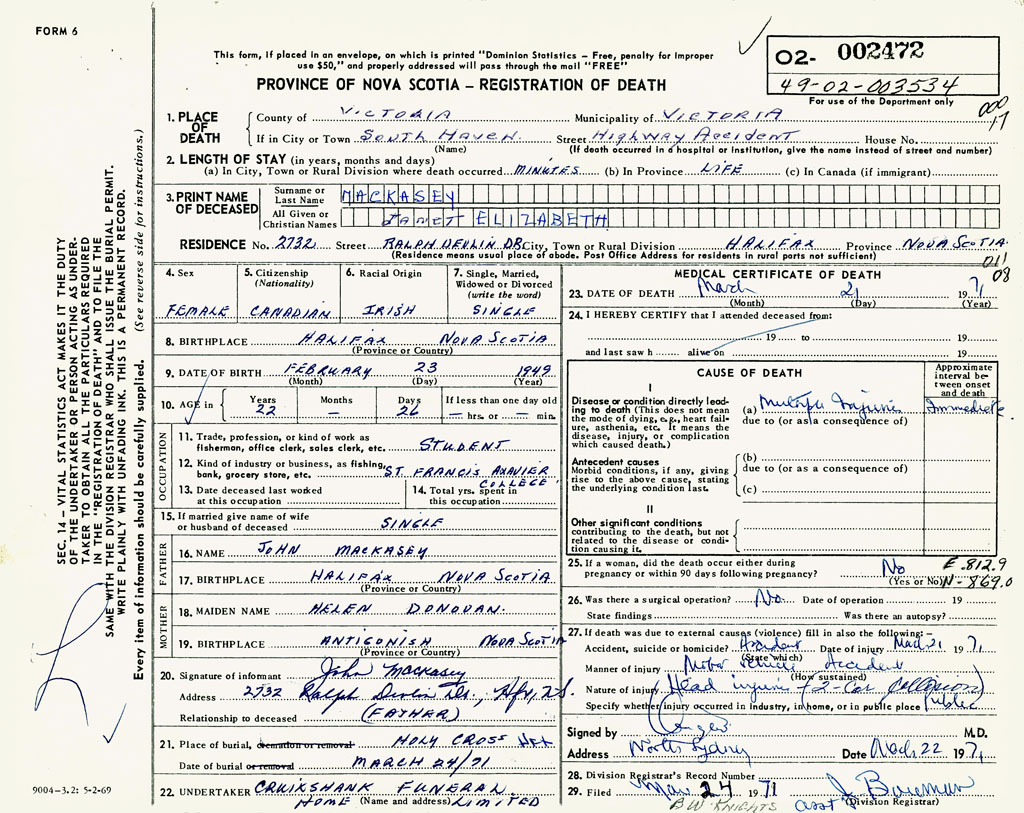 FORM 6
This form, if placed in an envelope, on which is printed "Dominion Statistics – Free, penalty for improper
use $50," and properly addressed will pass through the mail "FREE"
PROVINCE OF NOVA SCOTIA – REGISTRATION OF DEATH
02- 002472
49-02-003534
For use of the Department only
1. PLACE OF DEATH
County of VICTORIA Municipality of VICTORIA
If in City or Town SOUTH HAVEN Street HIGHWAY ACCIDENT House No.
(Name) (If death occurred in a hospital or institution, give the name instead of street and number)
2. LENGTH OF STAY (in years, months and days)
(a) In City, Town or Rural Division where death occurred MINUTES (b) In Province LIFE (c) In Canada (if immigrant)
3. PRINT NAME OF DECEASED
Surname or Last Name MACKASEY
All Given or Christian Names JANET ELIZABETH
RESIDENCE No. 2732 Street RALPH DEVLIN DR City, Town or Rural Division HALIFAX Province NOVA SCOTIA
(Residence means usual place of abode. Post Office Address for residents in rural parts not sufficient)
011
08
4. Sex FEMALE
5. Citizenship (Nationality) CANADIAN
6. Racial Origin IRISH
7. Single, Married, Widowed or Divorced (write the word) SINGLE
8. BIRTHPLACE HALIFAX NOVA SCOTIA
(Province or Country)
9. DATE OF BIRTH FEBRUARY 23 1949
(Month) (Day) (Year)
10. AGE in Years 22 Months – Days 26 If less than one day old – hrs. or – min.
OCCUPATION
11. Trade, profession, or kind of work as fisherman, office clerk, sales clerk, etc. STUDENT
12. Kind of industry or business, as fishing, bank, grocery store, etc. ST. FRANCIS XAVIER COLLEGE
13. Date deceased last worked at this occupation
14. Total yrs. spent in this occupation
15. If married give name of wife or husband of deceased SINGLE
FATHER
16. NAME JOHN MACKASEY
17. BIRTHPLACE HALIFAX NOVA SCOTIA
(Province or Country)
MOTHER
18. MAIDEN NAME HELEN DONOVAN
19. BIRTHPLACE ANTIGONISH NOVA SCOTIA
(Province or Country)
20. Signature of informant John Mackasey
Address 2732 Ralph Devlin Dr., Hfx, N.S.
Relationship to deceased (FATHER)
21. Place of burial, cremation or removal HOLY CROSS Hfx
Date of burial or removal MARCH 24/71
22. UNDERTAKER CRUIKSHANK FUNERAL
HOME (Name and address) LIMITED
MEDICAL CERTIFICATE OF DEATH
23. DATE OF DEATH March 21 1971
(Month) (Day) (Year)
24. I HEREBY CERTIFY that I attended deceased from:
19 to 19
and last saw h alive on 19
CAUSE OF DEATH
Approximate interval between onset and death
I
Disease or condition directly leading to death (This does not mean the mode of dying, e.g., heart failure, asthenia, etc. It means the disease, injury, or complication which caused death.)
(a) Multiple Injuries Immediate
due to (or as a consequence of)
Antecedent causes
Morbid conditions, if any, giving rise to the above cause, stating the underlying condition last.
(b)
due to (or as a consequence of)
(c)
II
Other significant conditions contributing to the death, but not related to the disease or condition causing it.
25. If a woman, did the death occur either during pregnancy or within 90 days following pregnancy? No
(Yes or No)
E.812.9
N-869.0
26. Was there a surgical operation? No Date of operation 19
State findings Was there an autopsy?
27. If death was due to external causes (violence) fill in also the following:–
Accident, suicide or homicide? Accident Date of injury Mar 21 1971
(State which)
Manner of injury Motor Vehicle Accident
(How sustained)
Nature of injury Head injuries (2-Car Collision)
Specify whether injury occurred in industry, in home, or in public place Public
Signed by M.D.
Address North Sydney Date March 22 1971
28. Division Registrar's Record Number
29. Filed Mar 24 1971 J. Boreman
BW KNIGHTS asst (Division Registrar)
SEC. 14 – VITAL STATISTICS ACT MAKES IT THE DUTY
OF THE UNDERTAKER OR PERSON ACTING AS UNDERTAKER TO OBTAIN ALL THE PARTICULARS REQUIRED
IN THE "REGISTRATION OF DEATH" AND TO FILE THE
SAME WITH THE DIVISION REGISTRAR WHO SHALL ISSUE THE BURIAL PERMIT.
WRITE PLAINLY WITH UNFADING INK. THIS IS A PERMANENT RECORD.
Every item of information should be carefully supplied. (See reverse side for instructions.)
9004-3.2: 5-2-69